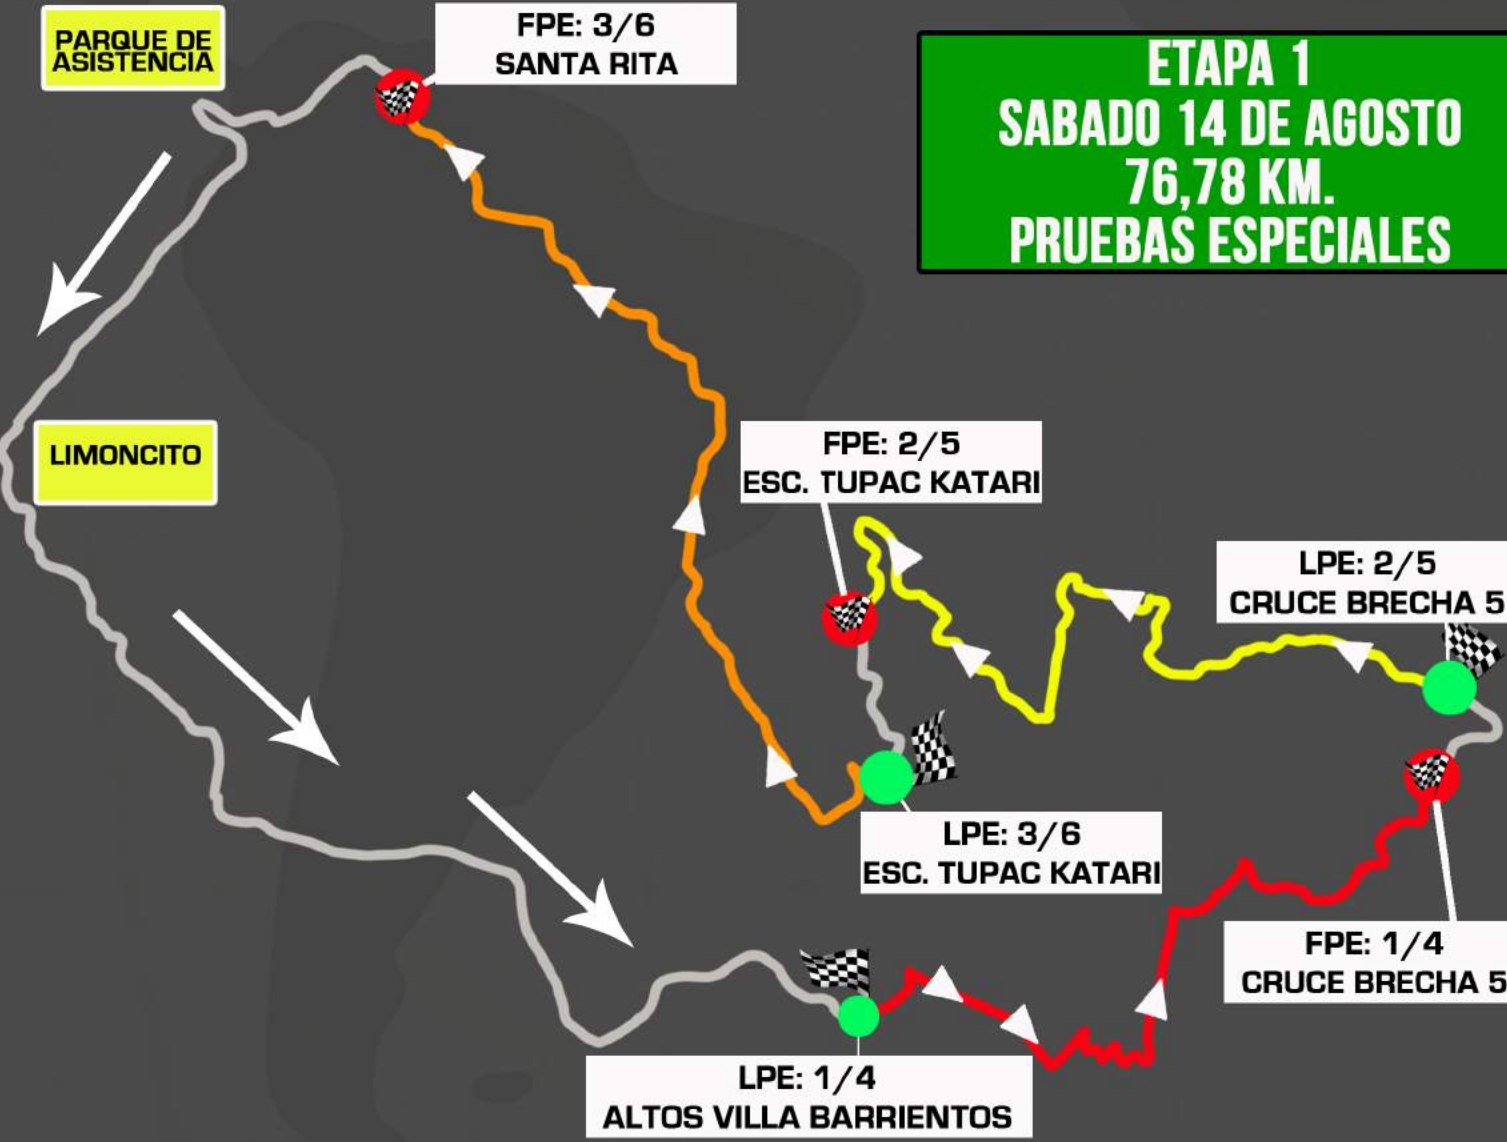 PARQUE DE
ASISTENCIA
FPE: 3/6
SANTA RITA
ETAPA 1
SABADO 14 DE AGOSTO
76,78 KM.
PRUEBAS ESPECIALES
LIMONCITO
FPE: 2/5
ESC. TUPAC KATARI
LPE: 2/5
CRUCE BRECHA 5
LPE: 3/6
ESC. TUPAC KATARI
FPE: 1/4
CRUCE BRECHA 5
LPE: 1/4
ALTOS VILLA BARRIENTOS